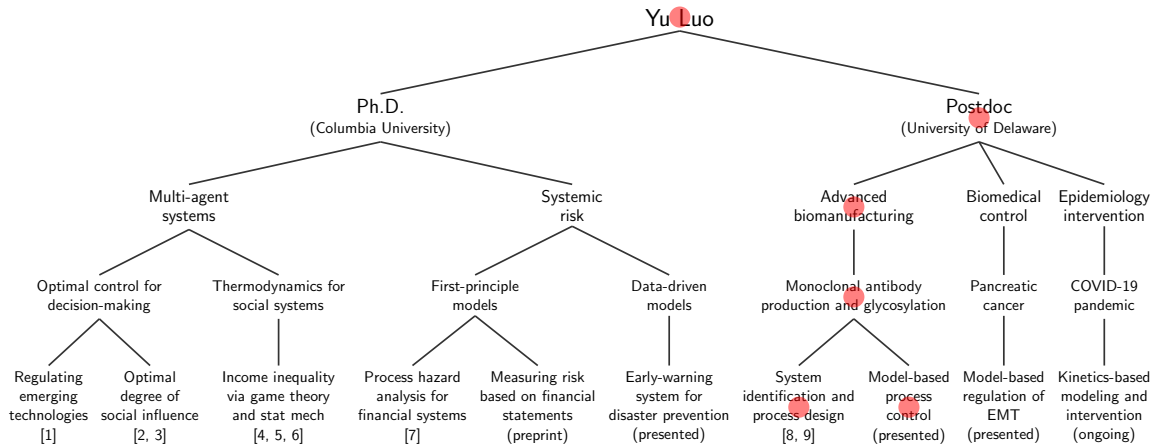 Yu Luo
Ph.D.
(Columbia University)
Postdoc
(University of Delaware)
Multi-agent
systems
Systemic
risk
Advanced
biomanufacturing
Biomedical
control
Epidemiology
intervention
Optimal control for
decision-making
Thermodynamics for
social systems
First-principle
models
Data-driven
models
Monoclonal antibody
production and glycosylation
Pancreatic
cancer
COVID-19
pandemic
Regulating
emerging
technologies
[1]
Optimal
degree of
social influence
[2, 3]
Income inequality
via game theory
and stat mech
[4, 5, 6]
Process hazard
analysis for
financial systems
[7]
Measuring risk
based on financial
statements
(preprint)
Early-warning
system for
disaster prevention
(presented)
System
identification and
process design
[8, 9]
Model-based
process
control
(presented)
Model-based
regulation of
EMT
(presented)
Kinetics-based
modeling and
intervention
(ongoing)